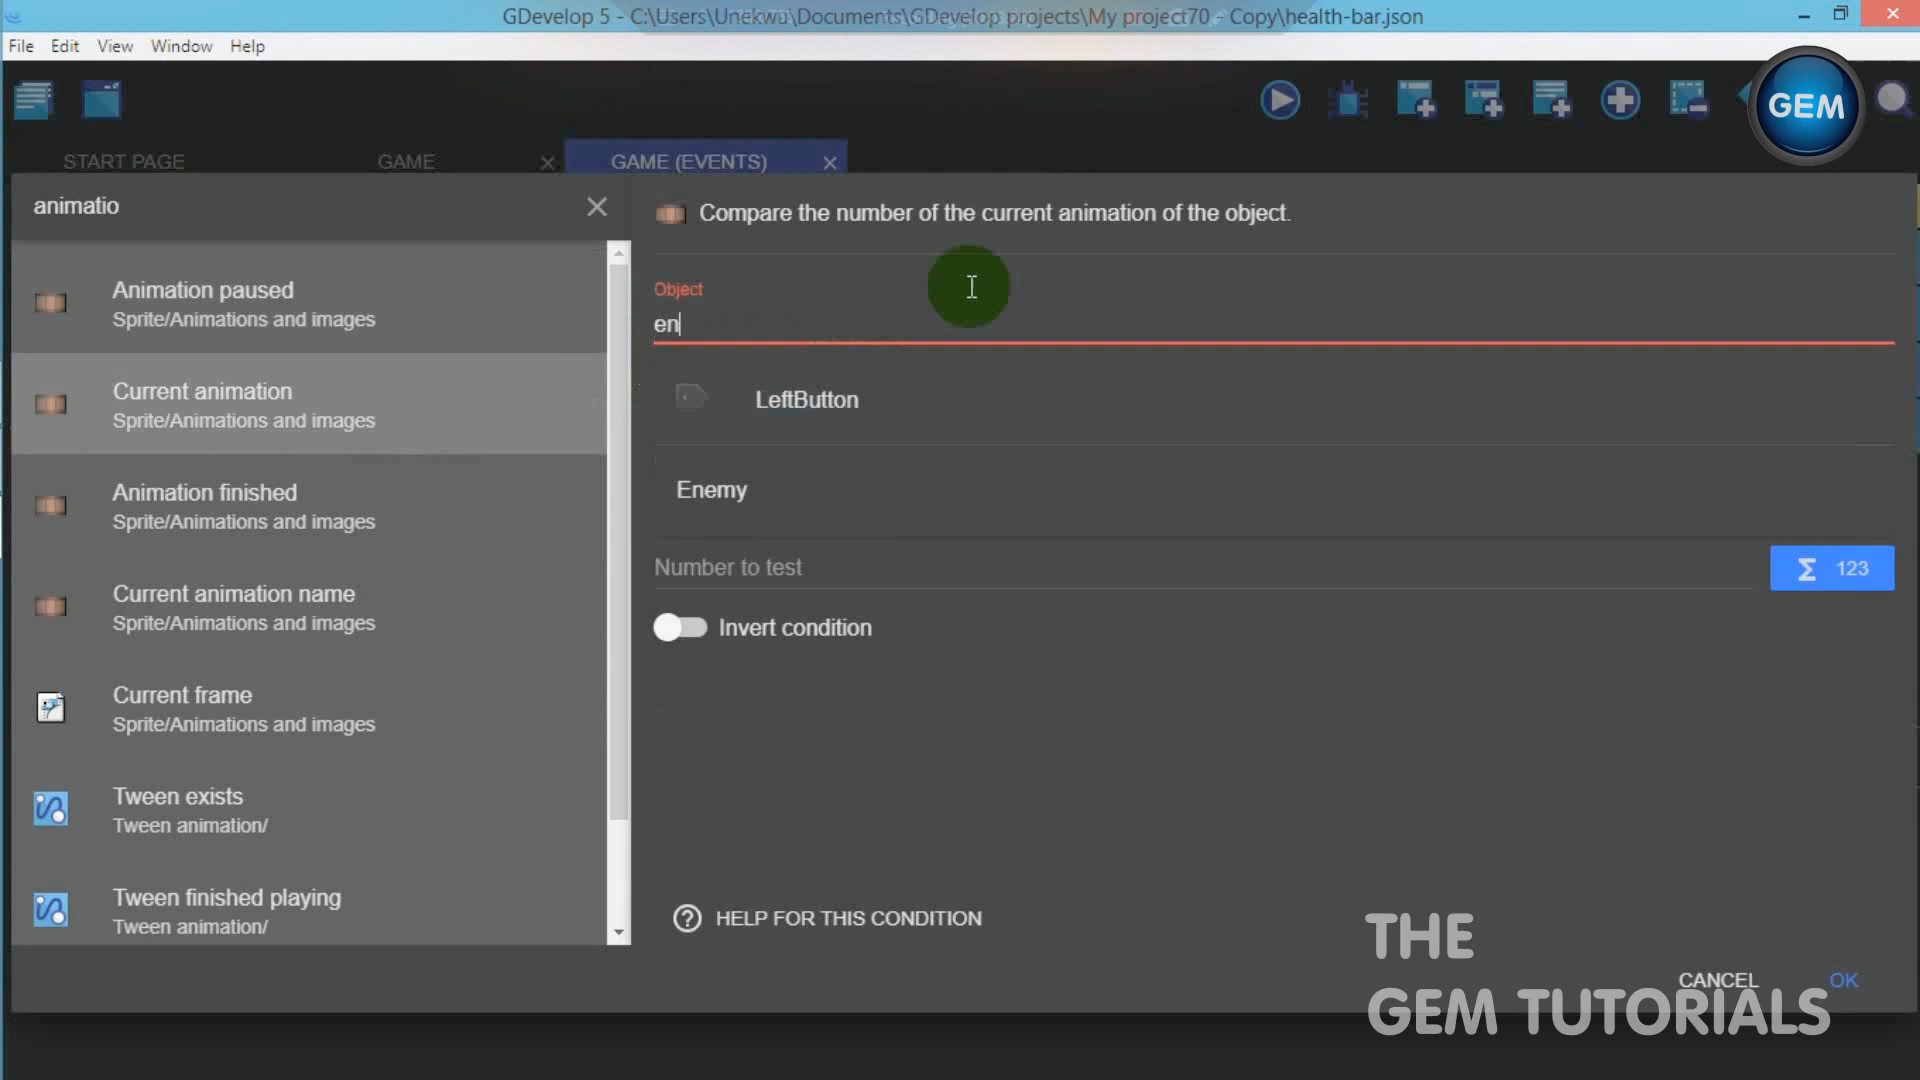 GDevelop 5 - C:\Users\Unekwu\Documents\GDevelop projects\My project70 - Copy\health-bar.json
File Edit View Window Help
GEM
START PAGE
GAME
GAME (EVENTS)
animatio
Animation paused
Sprite/Animations and images
Current animation
Sprite/Animations and images
Animation finished
Sprite/Animations and images
Current animation name
Sprite/Animations and images
Current frame
Sprite/Animations and images
Tween exists
Tween animation/
Tween finished playing
Tween animation/
Compare the number of the current animation of the object.
Object
en
LeftButton
Enemy
Number to test
Σ 123
Invert condition
HELP FOR THIS CONDITION
CANCEL
OK
THE
GEM TUTORIALS